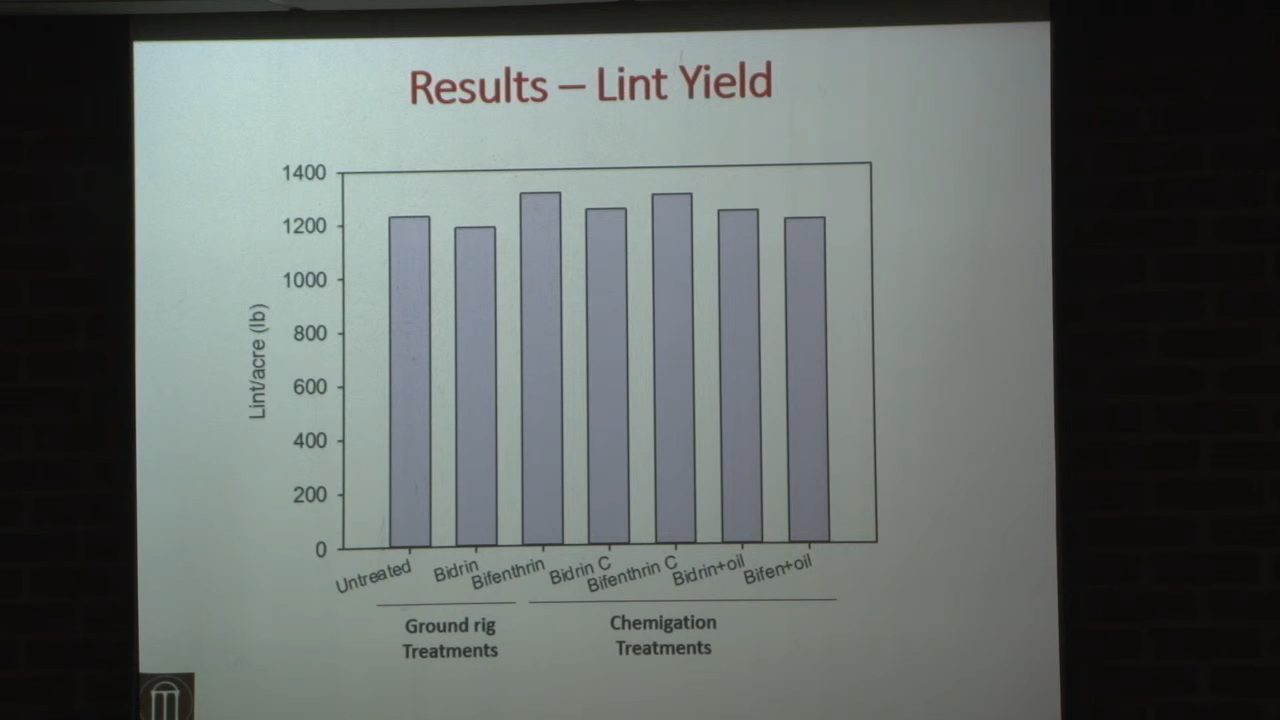 Results – Lint Yield
1400
1200
1000
800
600
400
200
0
Lint/acre (lb)
Untreated
Bidrin
Bifenthrin
Bidrin C
Bifenthrin C
Bidrin+oil
Bifen+oil
Ground rig
Treatments
Chemigation
Treatments